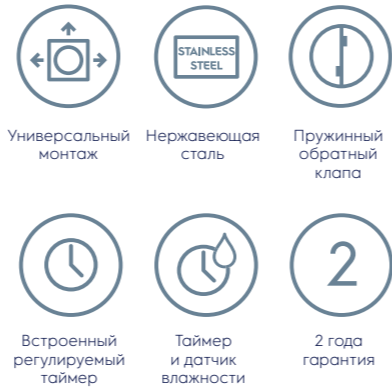 STAINLESS
STEEL
Универсальный
монтаж
Нержавеющая
сталь
Пружинный
обратный
клапа
2
Встроенный
регулируемый
таймер
Таймер
и датчик
влажности
2 года
гарантия